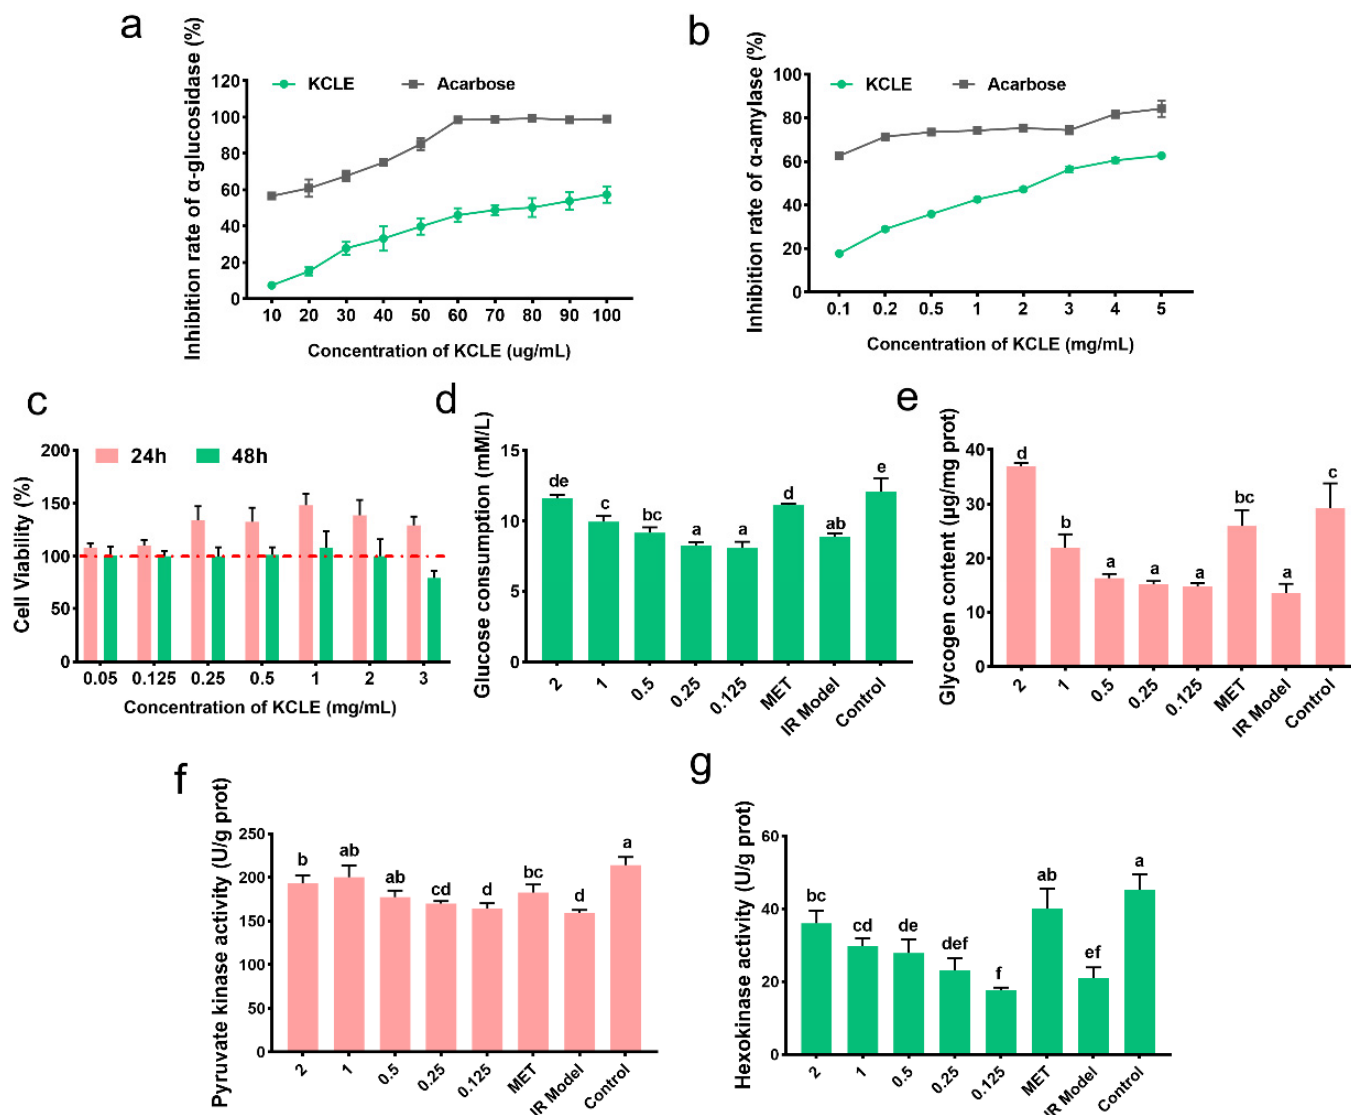 a
Inhibition rate of α-glucosidase (%)
KCLE
Acarbose
120
100
80
60
40
20
0
10 20 30 40 50 60 70 80 90 100
Concentration of KCLE (ug/mL)
b
Inhibition rate of α-amylase (%)
KCLE
Acarbose
100
80
60
40
20
0
0.1 0.2 0.5 1 2 3 4 5
Concentration of KCLE (mg/mL)
c
Cell Viability (%)
24h
48h
200
150
100
50
0
0.05 0.125 0.25 0.5 1 2 3
Concentration of KCLE (mg/mL)
d
Glucose consumption (mM/L)
15
10
5
0
de c bc a a d ab e
2 1 0.5 0.25 0.125 MET IR Model Control
e
Glycogen content (μg/mg prot)
40
30
20
10
0
d b a a a bc a c
2 1 0.5 0.25 0.125 MET IR Model Control
f
Pyruvate kinase activity (U/g prot)
250
200
150
100
50
0
b ab ab cd d bc d a
2 1 0.5 0.25 0.125 MET IR Model Control
g
Hexokinase activity (U/g prot)
60
40
20
0
bc cd de def f ab ef a
2 1 0.5 0.25 0.125 MET IR Model Control